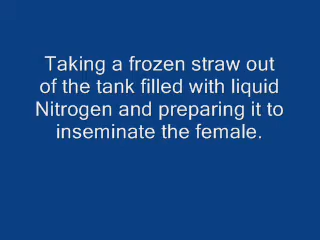 Taking a frozen straw out
of the tank filled with liquid
Nitrogen and preparing it to
inseminate the female.